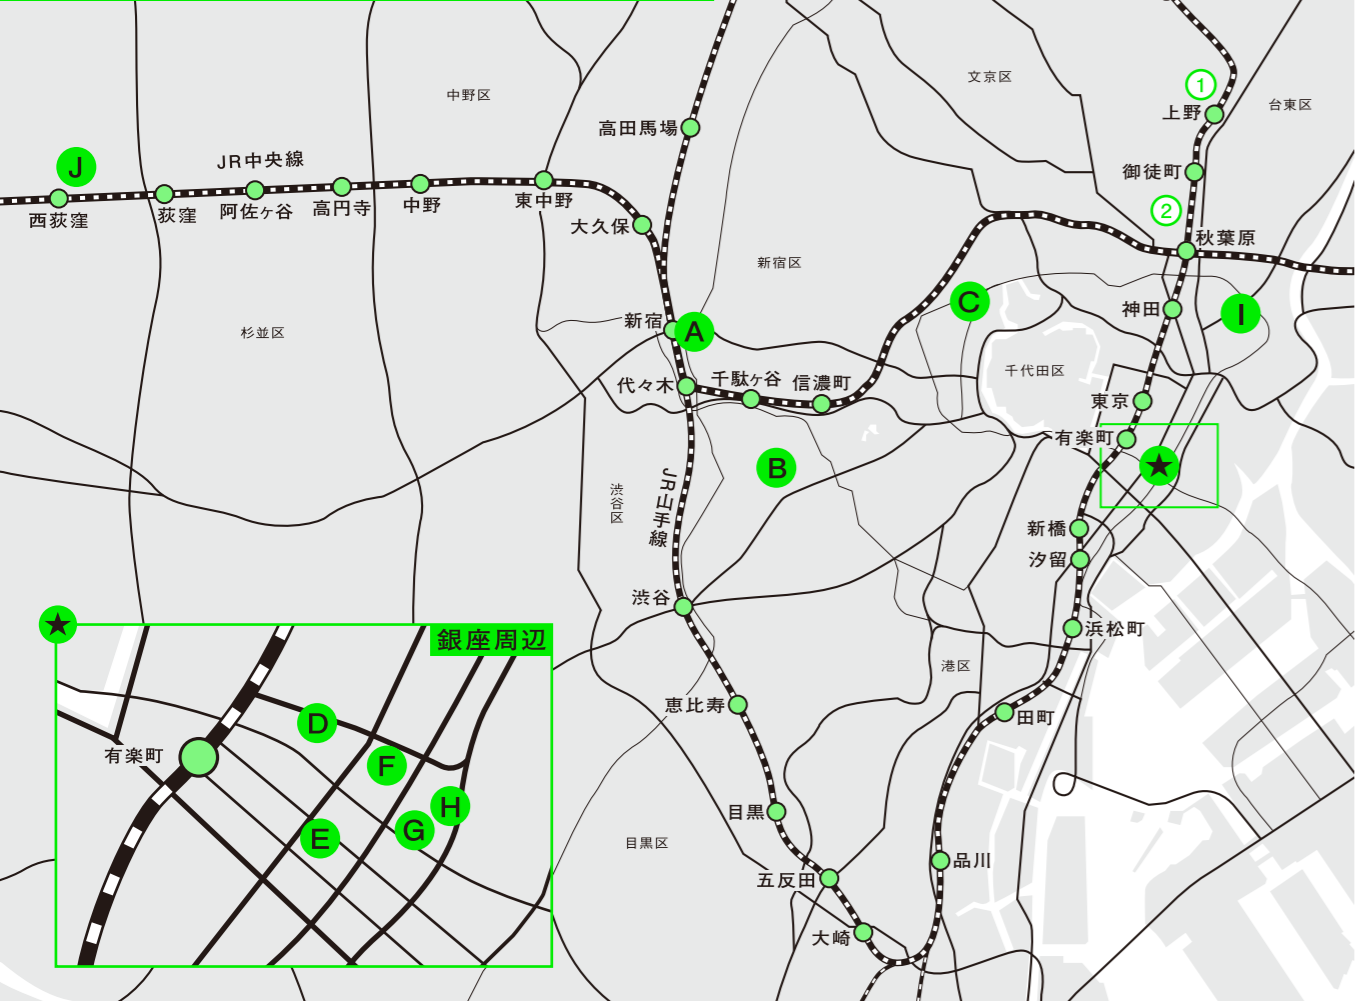 文京区
①
台東区
中野区
上野
高田馬場
J
JR中央線
御徒町
西荻窪
荻窪
阿佐ヶ谷
高円寺
中野
東中野
②
大久保
秋葉原
新宿区
C
神田
I
新宿
A
杉並区
千代田区
代々木
千駄ヶ谷
信濃町
東京
有楽町
★
B
渋谷区
JR山手線
新橋
汐留
渋谷
浜松町
★
銀座周辺
港区
恵比寿
田町
D
有楽町
F
H
G
E
目黒
目黒区
品川
五反田
大崎